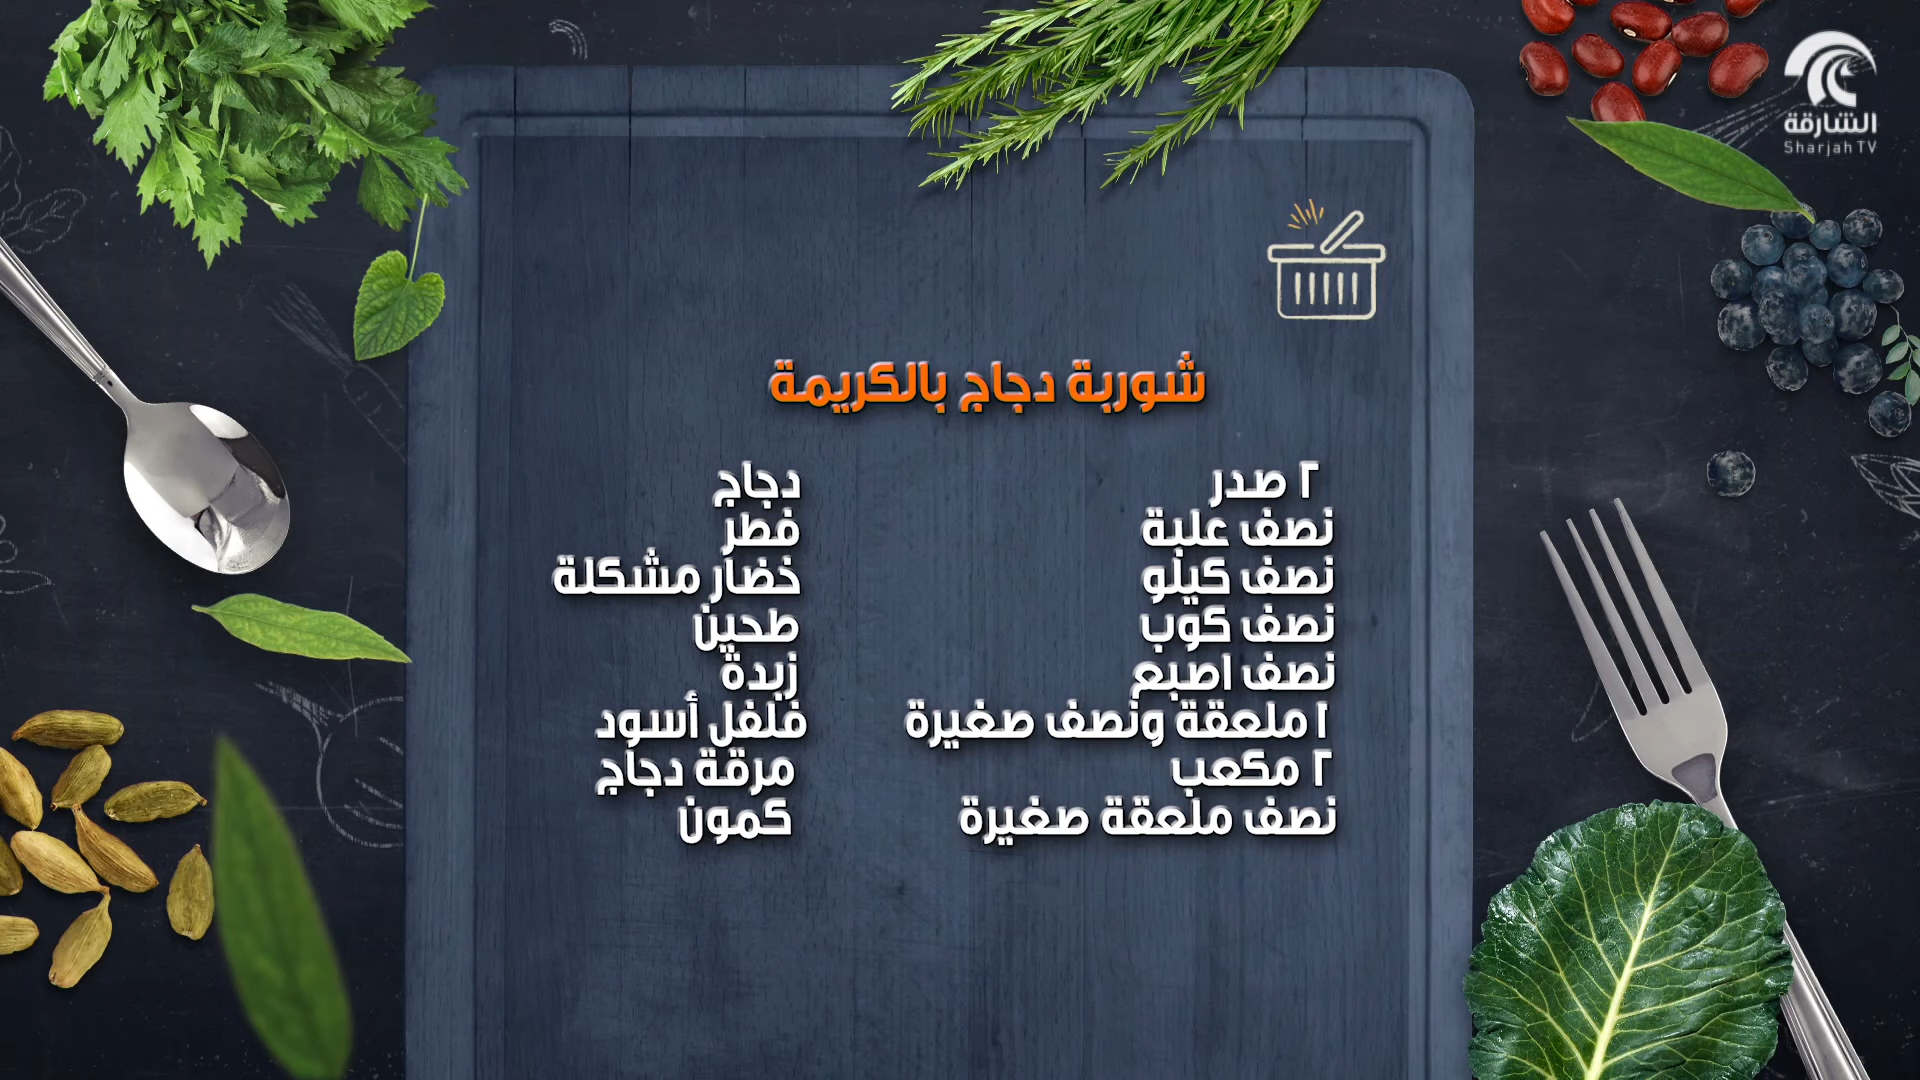 الشارقة
Sharjah TV
شوربة دجاج بالكريمة
٢ صدر دجاج
نصف علبة فطر
نصف كيلو خضار مشكلة
نصف كوب طحين
نصف اصبع زبدة
١ ملعقة ونصف صغيرة فلفل أسود
٢ مكعب مرقة دجاج
نصف ملعقة صغيرة كمون